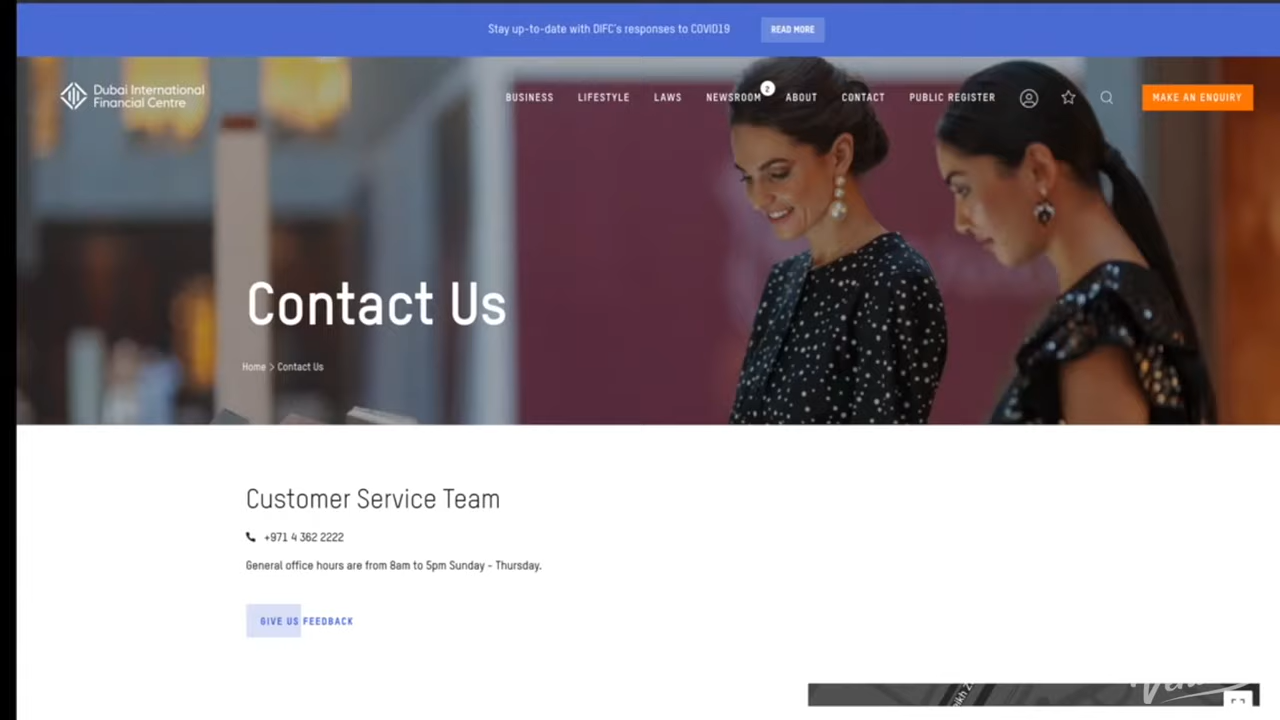 Stay up-to-date with DIFC's responses to COVID19 READ MORE
Dubai International
Financial Centre
BUSINESS LIFESTYLE LAWS NEWSROOM 2 ABOUT CONTACT PUBLIC REGISTER MAKE AN ENQUIRY
Contact Us
Home > Contact Us
Customer Service Team
+971 4 362 2222
General office hours are from 8am to 5pm Sunday - Thursday.
GIVE US FEEDBACK